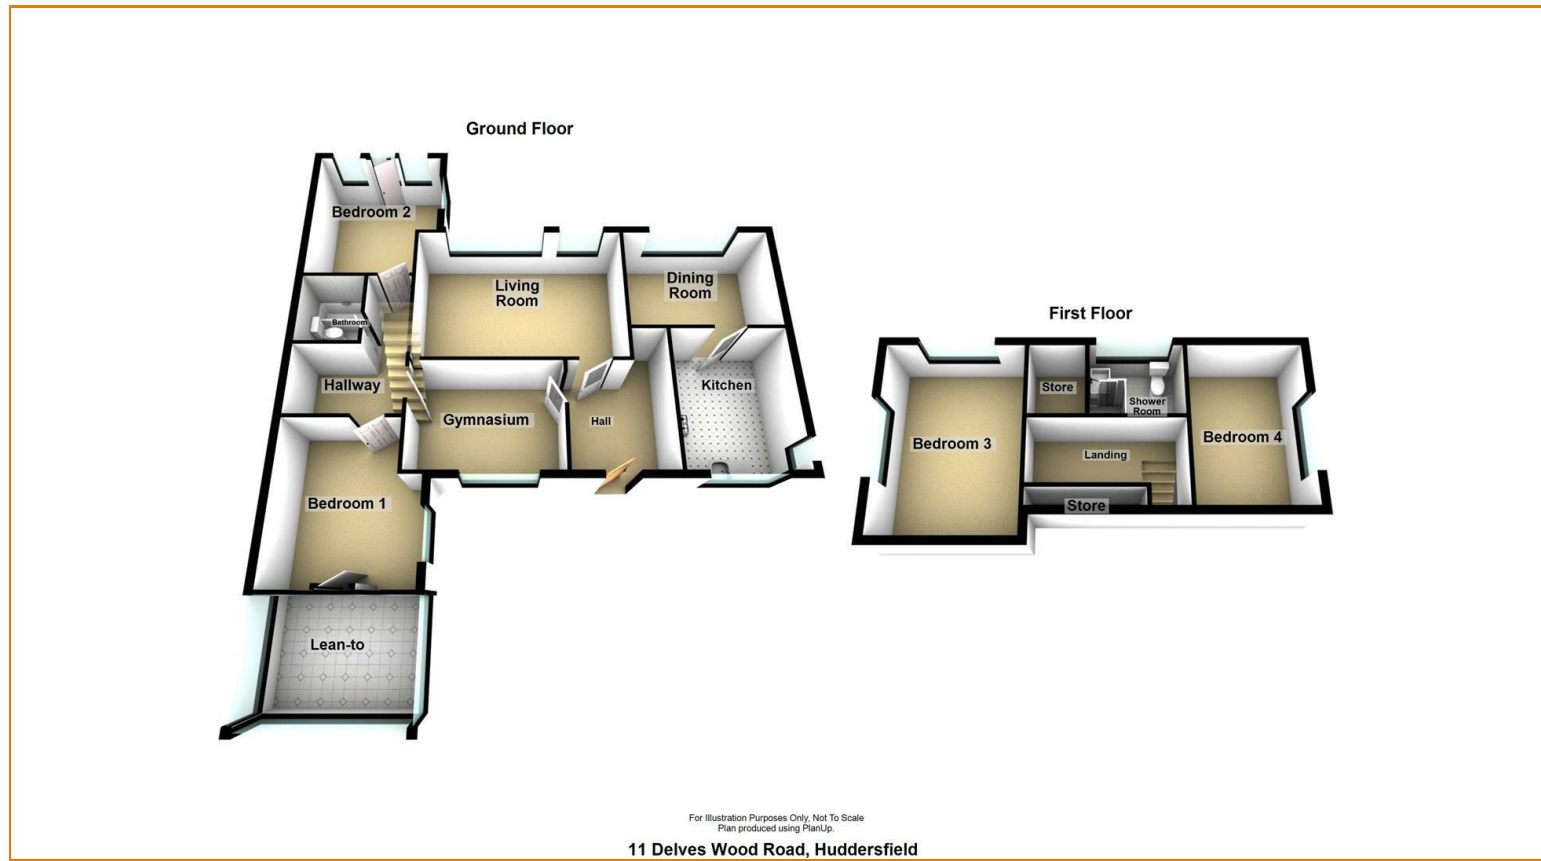 Ground Floor
Bedroom 2
Living
Room
Dining
Room
Bathroom
Hallway
Gymnasium
Hall
Kitchen
Bedroom 1
Lean-to
First Floor
Store
Shower
Room
Bedroom 3
Bedroom 4
Landing
Store
For Illustration Purposes Only, Not To Scale
Plan produced using PlanUp.
11 Delves Wood Road, Huddersfield